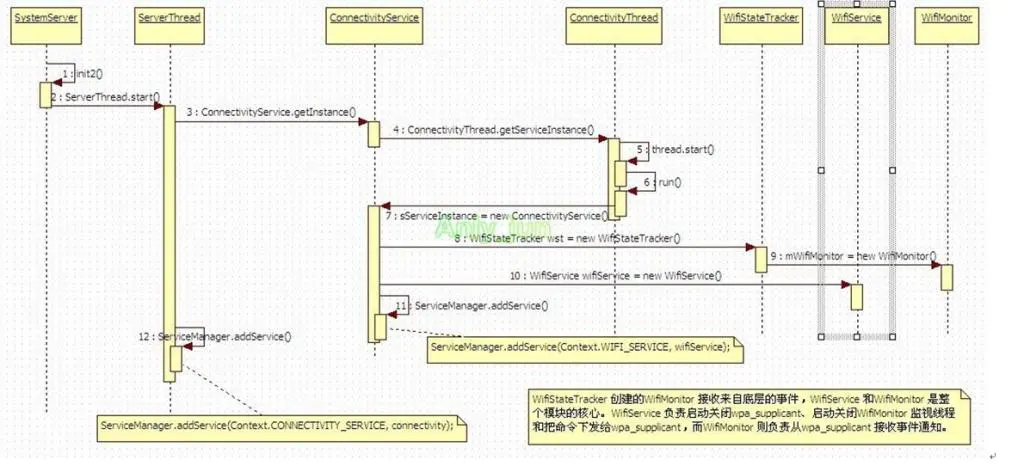 SystemServer
ServerThread
ConnectivityService
ConnectivityThread
WifiStateTracker
WifiService
WifiMonitor
1 : init2()
2 : ServerThread.start()
3 : ConnectivityService.getInstance()
4 : ConnectivityThread.getServiceInstance()
5 : thread.start()
6 : run()
7 : sServiceInstance = new ConnectivityService()
8 : WifiStateTracker wst = new WifiStateTracker()
9 : mWifiMonitor = new WifiMonitor()
10 : WifiService wifiService = new WifiService()
11 : ServiceManager.addService()
12 : ServiceManager.addService()
ServiceManager.addService(Context.WIFI_SERVICE, wifiService);
ServiceManager.addService(Context.CONNECTIVITY_SERVICE, connectivity);
WifiStateTracker 创建的WifiMonitor 接收来自底层的事件，WifiService 和WifiMonitor 是整
个模块的核心。WifiService 负责启动关闭wpa_supplicant、启动关闭WifiMonitor 监视线程
和把命令下发给wpa_supplicant，而WifiMonitor 则负责从wpa_supplicant 接收事件通知。